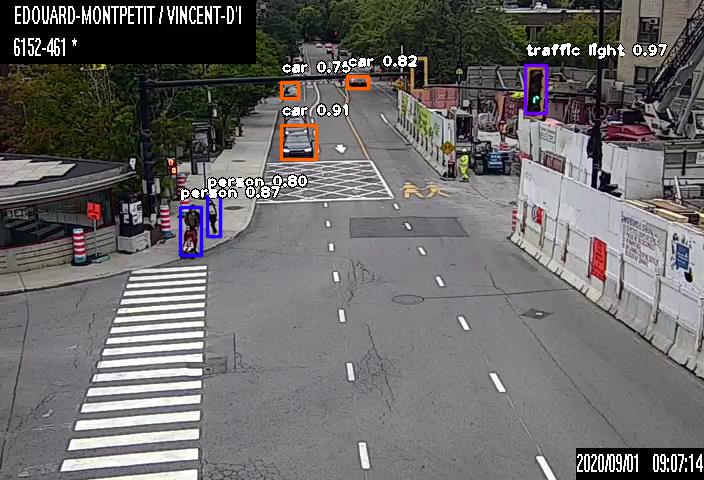 EDOUARD-MONTPETIT / VINCENT-D'I
6152-461 *
traffic light 0.97
car 0.75
car 0.82
car 0.91
person 0.80
person 0.87
2020/09/01 09:07:14